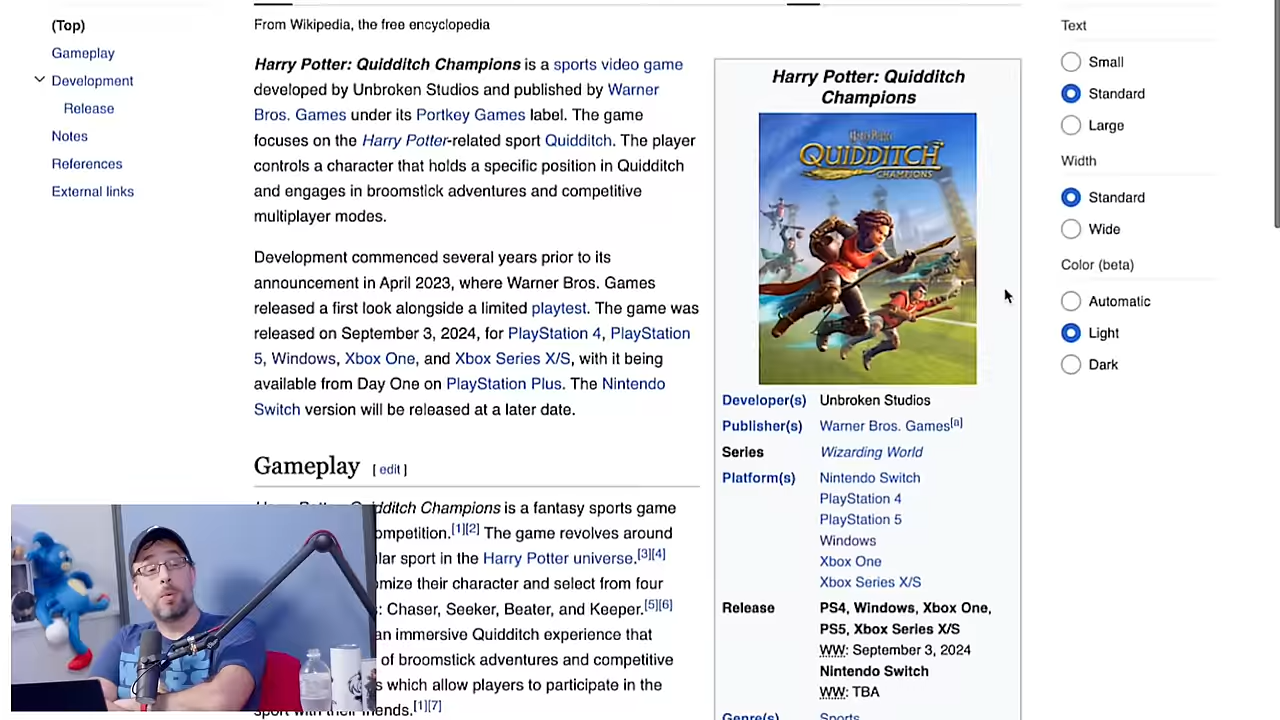 (Top)
Gameplay
Development
Release
Notes
References
External links
From Wikipedia, the free encyclopedia
Harry Potter: Quidditch Champions is a sports video game
developed by Unbroken Studios and published by Warner
Bros. Games under its Portkey Games label. The game
focuses on the Harry Potter-related sport Quidditch. The player
controls a character that holds a specific position in Quidditch
and engages in broomstick adventures and competitive
multiplayer modes.
Development commenced several years prior to its
announcement in April 2023, where Warner Bros. Games
released a first look alongside a limited playtest. The game was
released on September 3, 2024, for PlayStation 4, PlayStation
5, Windows, Xbox One, and Xbox Series X/S, with it being
available from Day One on PlayStation Plus. The Nintendo
Switch version will be released at a later date.
Gameplay [ edit ]
Quidditch Champions is a fantasy sports game
[1][2] The game revolves around
sport in the Harry Potter universe.[3][4]
their character and select from four
: Chaser, Seeker, Beater, and Keeper.[5][6]
an immersive Quidditch experience that
of broomstick adventures and competitive
which allow players to participate in the
sport with their friends.[1][7]
Harry Potter: Quidditch
Champions
Harry Potter
QUIDDITCH
CHAMPIONS
Developer(s) Unbroken Studios
Publisher(s) Warner Bros. Games[a]
Series Wizarding World
Platform(s) Nintendo Switch
PlayStation 4
PlayStation 5
Windows
Xbox One
Xbox Series X/S
Release PS4, Windows, Xbox One,
PS5, Xbox Series X/S
WW: September 3, 2024
Nintendo Switch
WW: TBA
Genre(s) Sports
Text
Small
Standard
Large
Width
Standard
Wide
Color (beta)
Automatic
Light
Dark